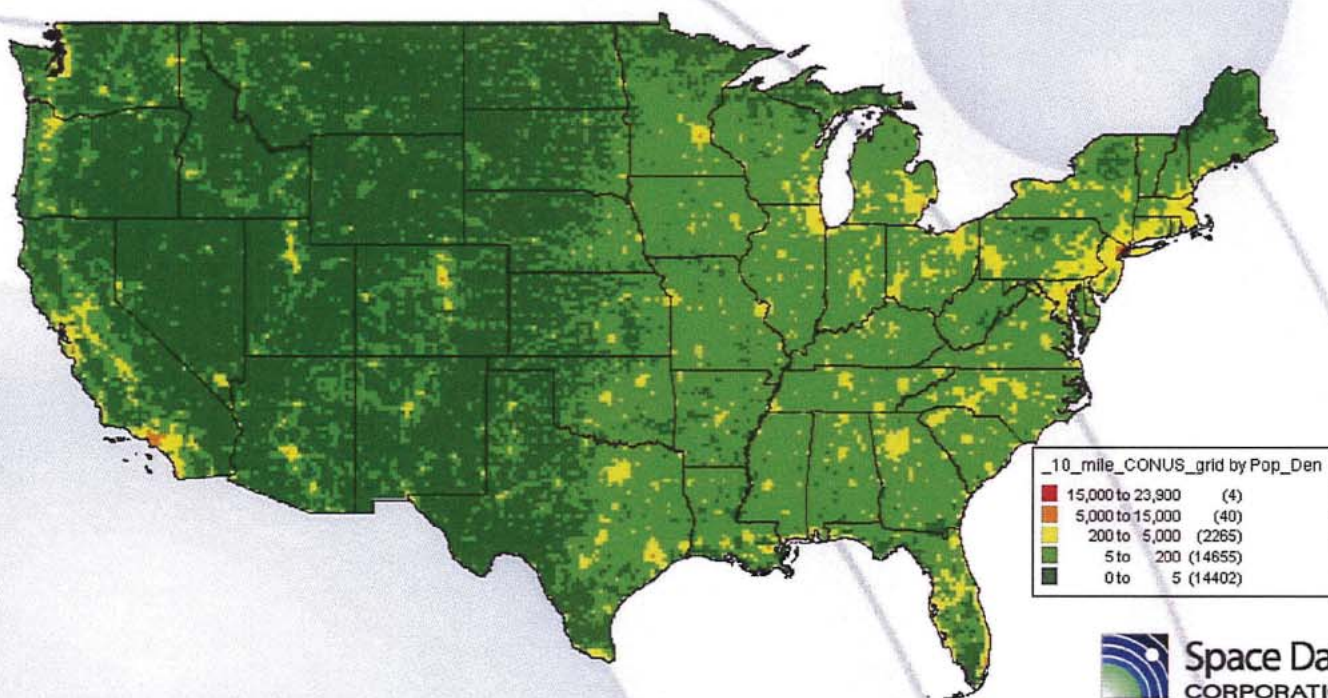 _10_mile_CONUS_grid by Pop_Den
15,000 to 23,900 (4)
5,000 to 15,000 (40)
200 to 5,000 (2265)
5 to 200 (14655)
0 to 5 (14402)
Space Da
CORPORATI